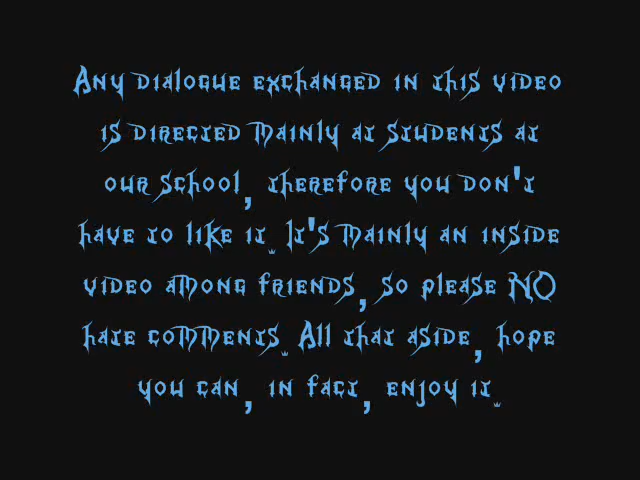 Any dialogue exchanged in this video
is directed mainly at students at
our school, therefore you don't
have to like it. It's mainly an inside
video among friends, so please NO
hate comments. All that aside, hope
you can, in fact, enjoy it.